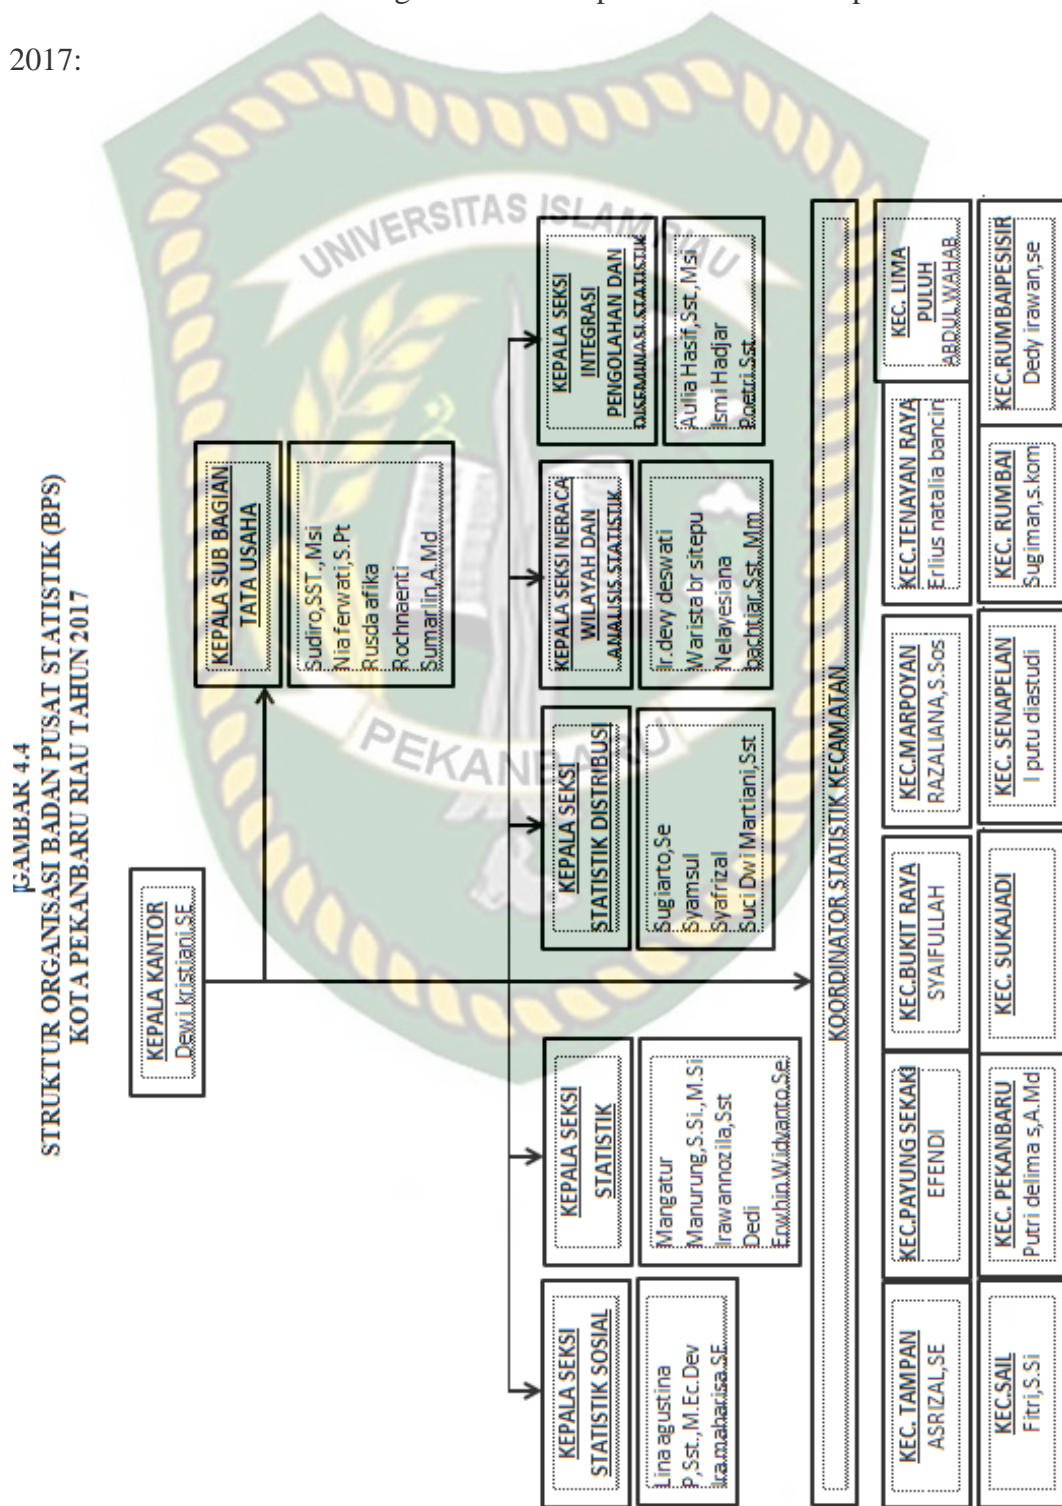 2017:
GAMBAR 4.4
STRUKTUR ORGANISASI BADAN PUSAT STATISTIK (BPS)
KOTA PEKANBARU RIAU TAHUN 2017
UNIVERSITAS ISLAM RIAU
PEKANBARU
KEPALA KANTOR
Dewi kristiani,SE
KEPALA SUB BAGIAN
TATA USAHA
Sudiro,SST.,Msi
Nia ferwati,S.Pt
Rusda afika
Rochnaenti
Sumarlin,A.Md
KEPALA SEKSI
STATISTIK SOSIAL
Lina agustina
P,Sst.,M.Ec.Dev
Ira maharisa,SE
KEPALA SEKSI
STATISTIK
Mangatur
Manurung,S.Si.,M.Si
Irawannozilla,Sst
Dedi
Erwhin Widyanto,Se
KEPALA SEKSI
STATISTIK DISTRIBUSI
Sugiarto,Se
Syamsul
Syafrizal
Suci Dwi Martiani,Sst
KEPALA SEKSI NERACA
WILAYAH DAN
ANALISIS STATISTIK
Ir.devy deswati
Warista br sitepu
Nelayesiana
bachtiar,Sst.,Mm
KEPALA SEKSI
INTEGRASI
PENGOLAHAN DAN
DISEMINASI STATISTIK
Aulia Hasif,Sst,Msi
Ismi Hadjar
Poetri,Sst
KOORDINATOR STATISTIK KECAMATAN
KEC. TAMPAN
ASRIZAL,SE
KEC.PAYUNG SEKAKI
EFENDI
KEC.BUKIT RAYA
SYAIFULLAH
KEC.MARPOYAN
RAZALIANA,S.Sos
KEC.TENAYAN RAYA
Erlius natalia bancin
KEC. LIMA
PULUH
ABDUL WAHAB
KEC.SAIL
Fitri,S.Si
KEC. PEKANBARU
Putri delima s,A.Md
KEC. SUKAJADI
KEC. SENAPELAN
I putu diastudi
KEC. RUMBAI
Sugiman,s.kom
KEC.RUMBAIPESISIR
Dedy irawan,se